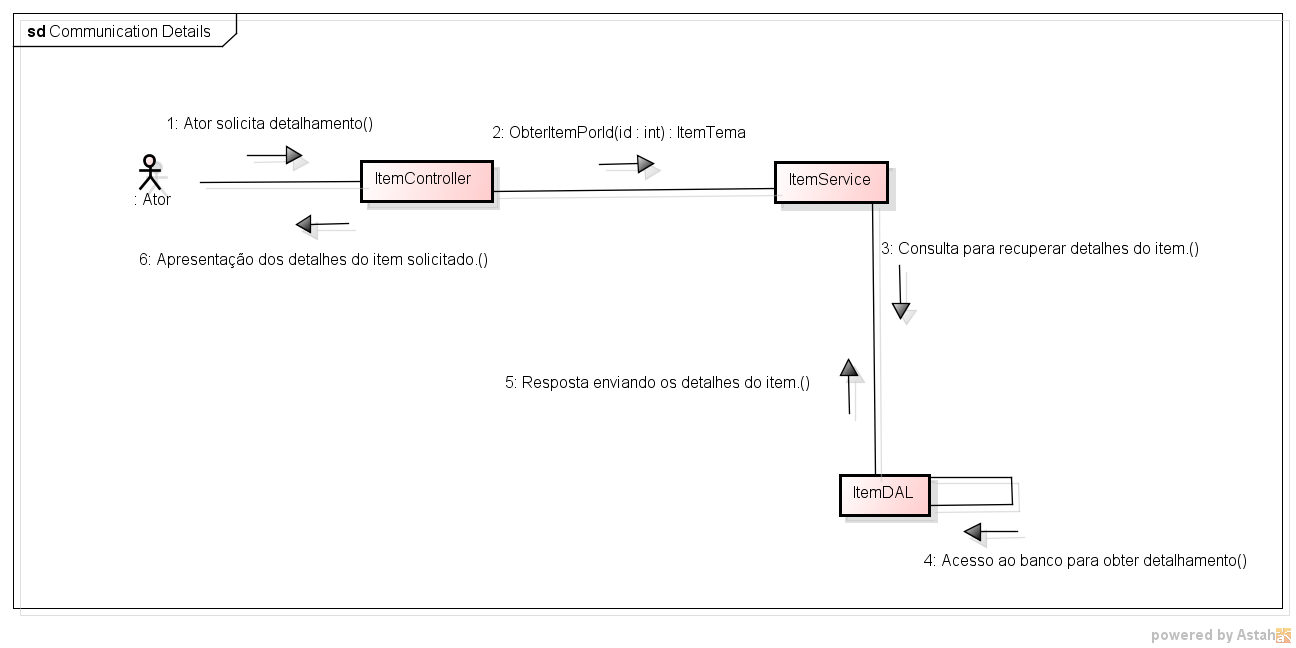 sd Communication Details
1: Ator solicita detalhamento()
2: ObterItemPorId(id : int) : ItemTema
ItemController
ItemService
: Ator
3: Consulta para recuperar detalhes do item.()
6: Apresentação dos detalhes do item solicitado.()
5: Resposta enviando os detalhes do item.()
ItemDAL
4: Acesso ao banco para obter detalhamento()
powered by Astah